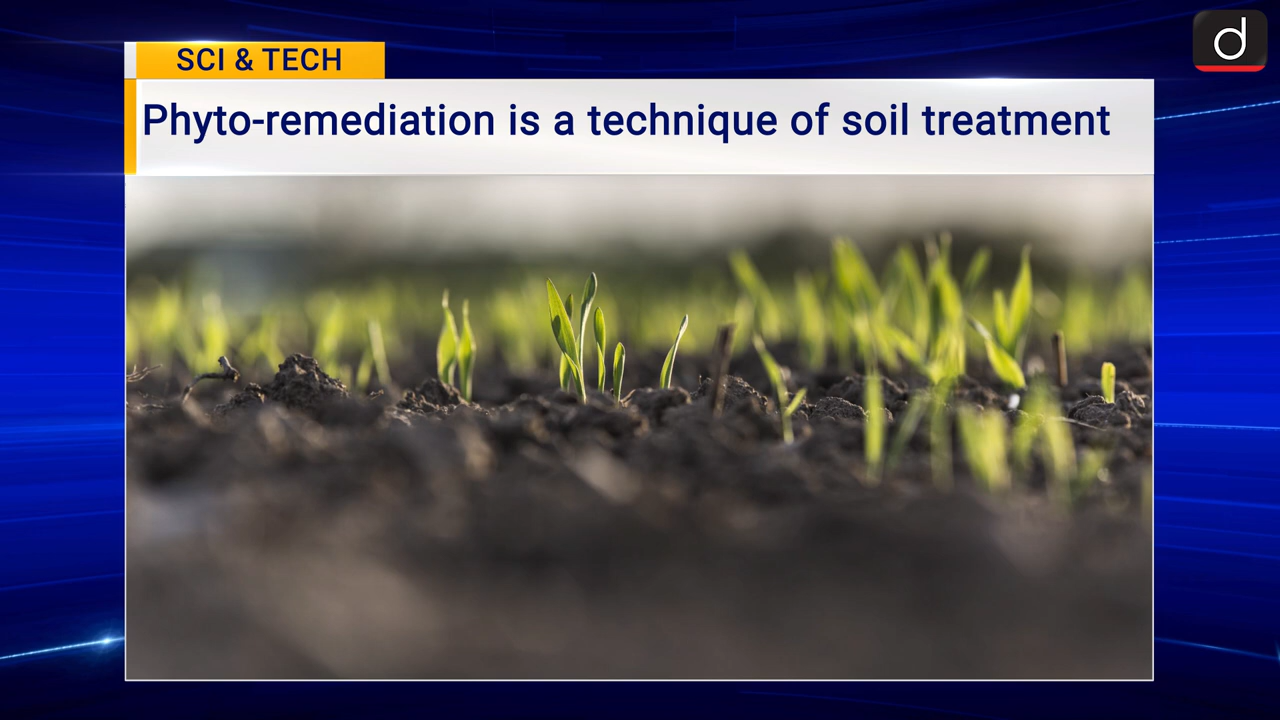 SCI & TECH
d
Phyto-remediation is a technique of soil treatment